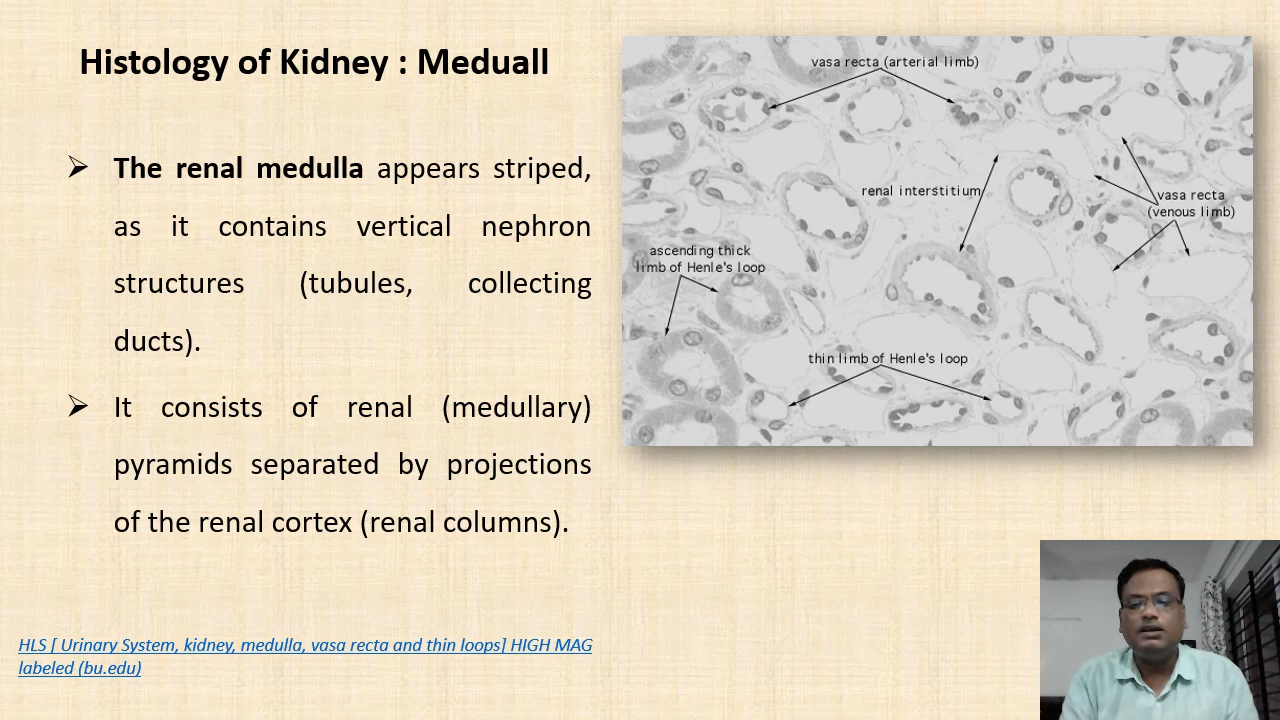 Histology of Kidney : Meduall
➢ The renal medulla appears striped,
as it contains vertical nephron
structures (tubules, collecting
ducts).
➢ It consists of renal (medullary)
pyramids separated by projections
of the renal cortex (renal columns).
HLS [ Urinary System, kidney, medulla, vasa recta and thin loops] HIGH MAG
labeled (bu.edu)
vasa recta (arterial limb)
renal interstitium
vasa recta
(venous limb)
ascending thick
limb of Henle's loop
thin limb of Henle's loop